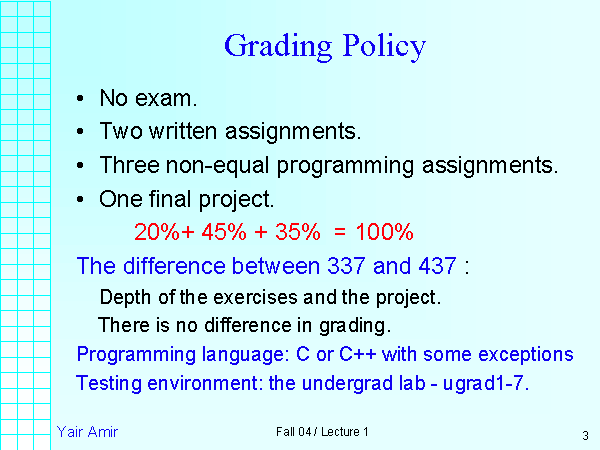 Grading Policy
• No exam.
• Two written assignments.
• Three non-equal programming assignments.
• One final project.
20%+ 45% + 35% = 100%
The difference between 337 and 437 :
Depth of the exercises and the project.
There is no difference in grading.
Programming language: C or C++ with some exceptions
Testing environment: the undergrad lab - ugrad1-7.
Yair Amir
Fall 04 / Lecture 1
3